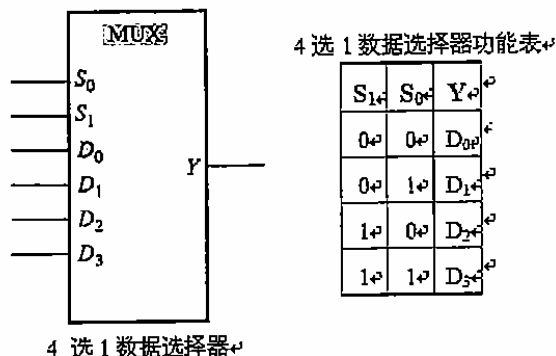 MUX
S0
S1
D0
D1
D2
D3
Y
4 选 1 数据选择器↵
4 选 1 数据选择器功能表↵
S1↵ S0↵ Y↵ ↵
0↵ 0↵ D0↵ ↵
0↵ 1↵ D1↵ ↵
1↵ 0↵ D2↵ ↵
1↵ 1↵ D3↵ ↵